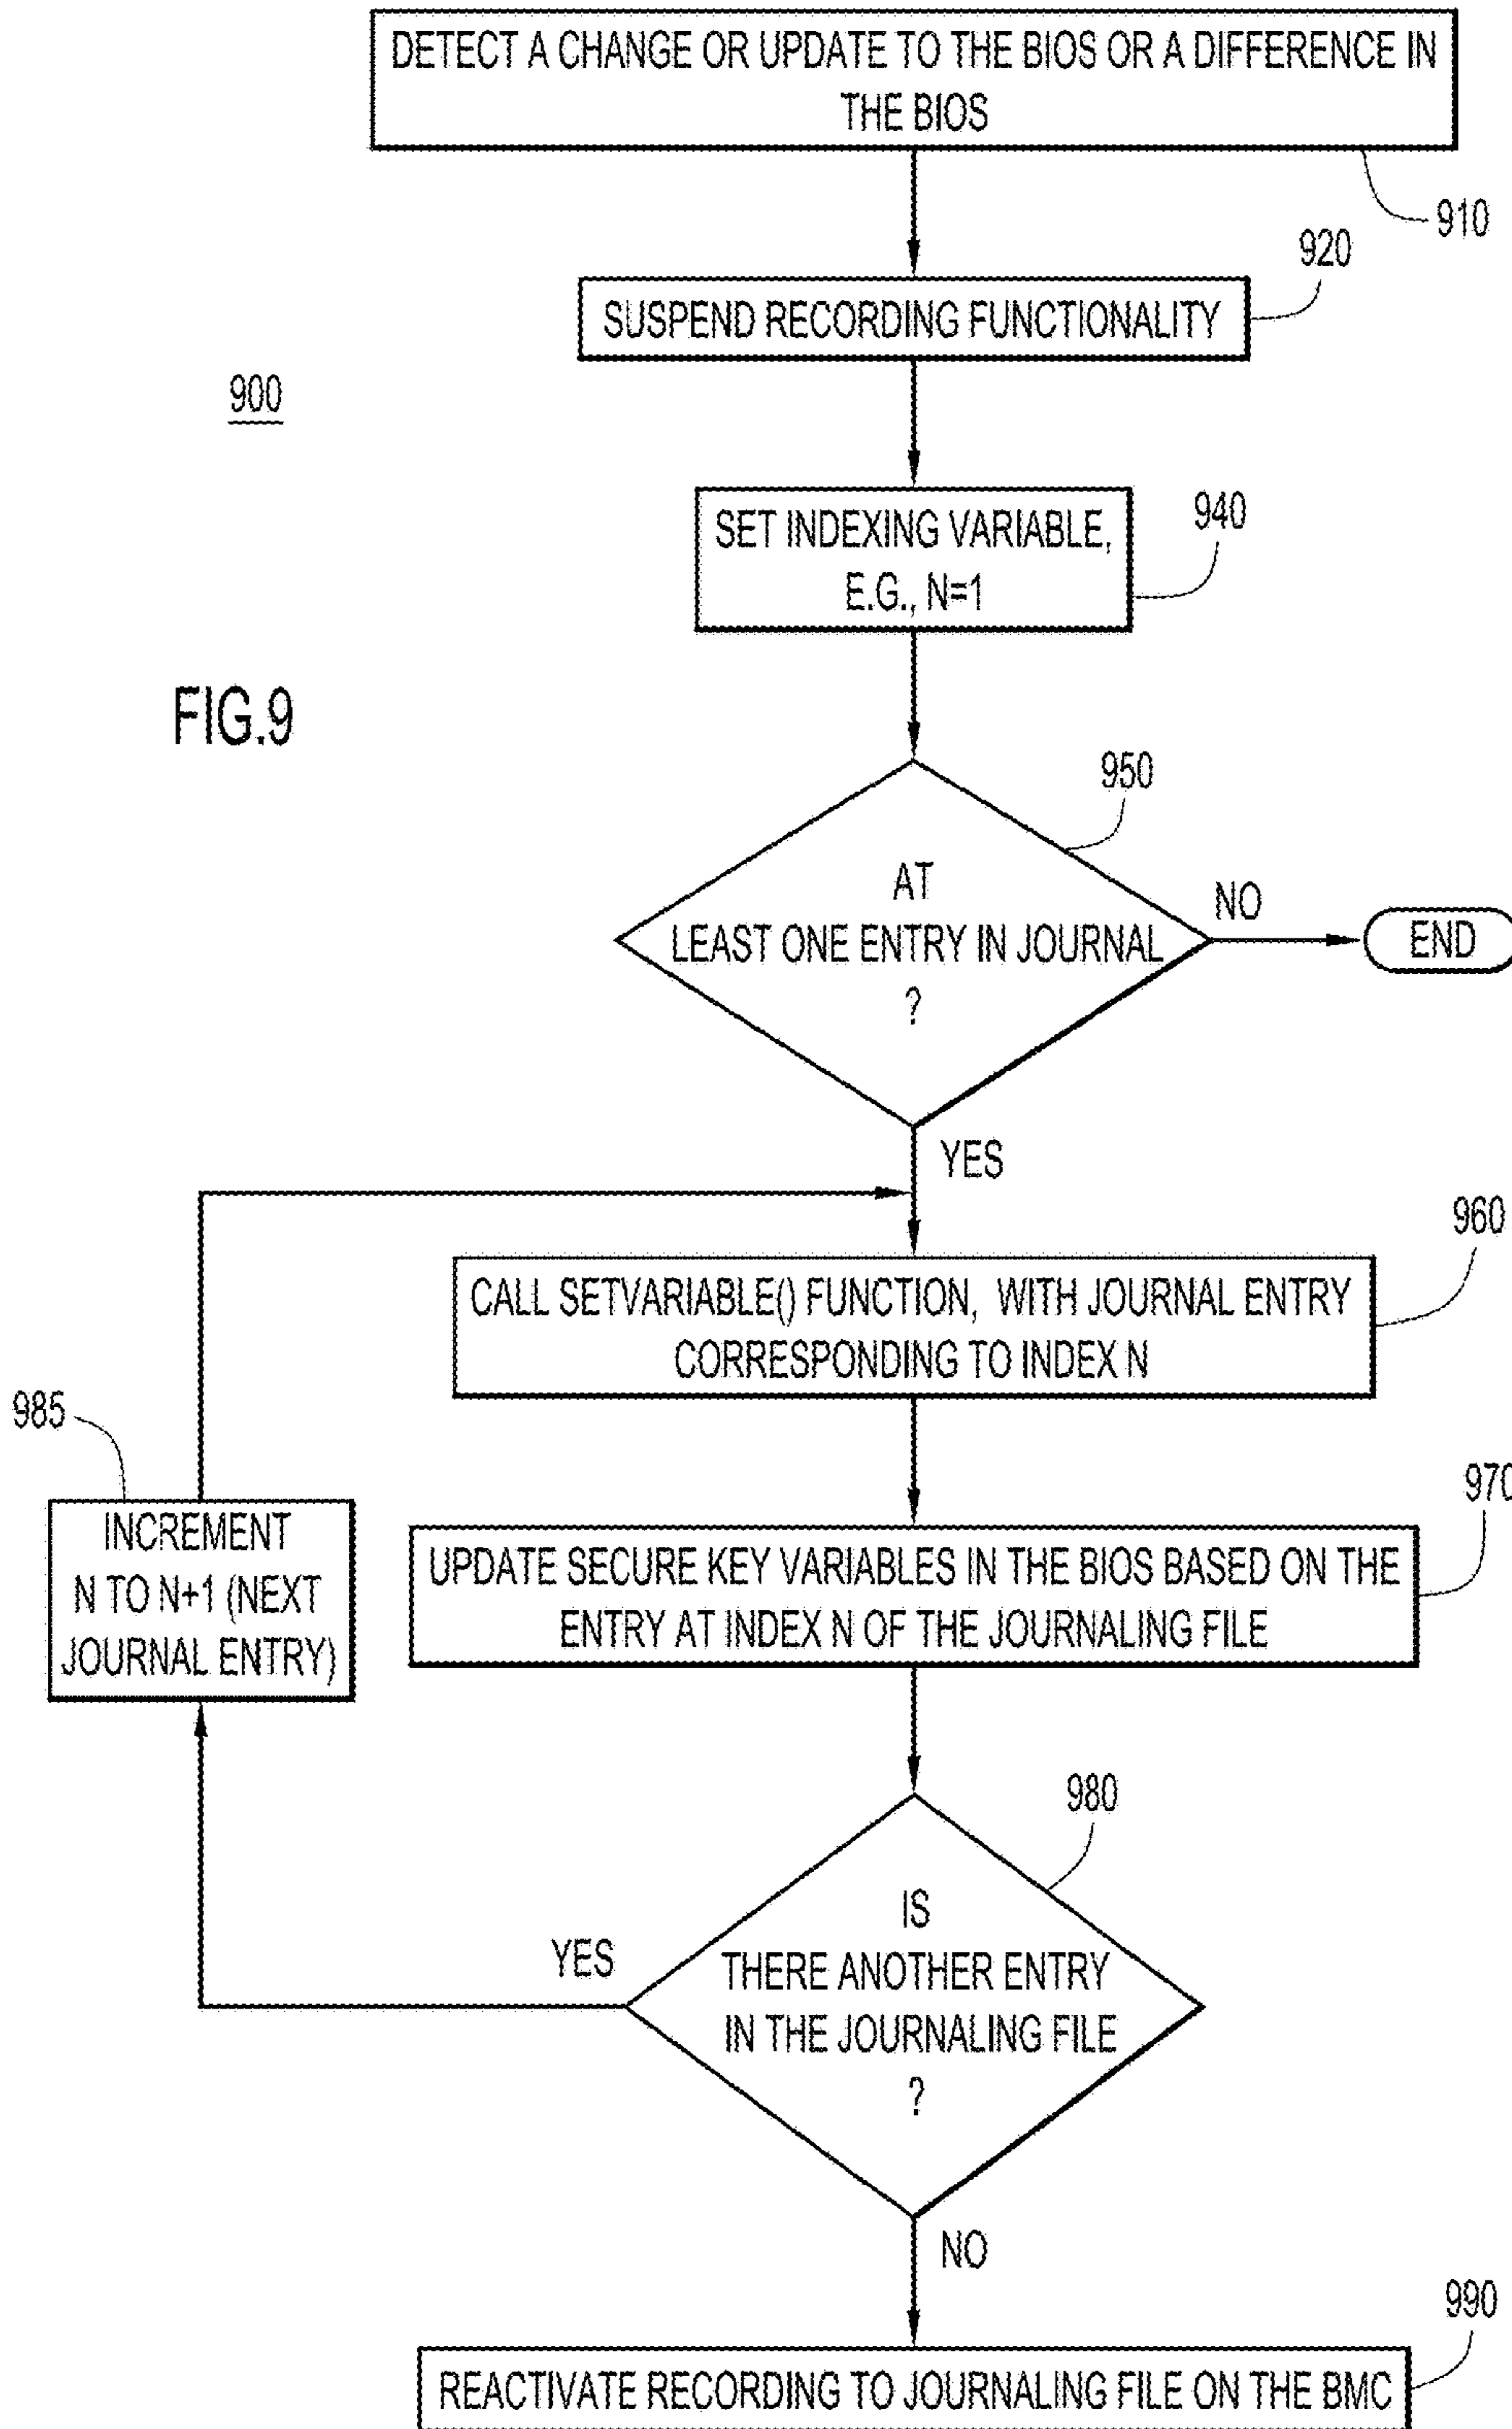 DETECT A CHANGE OR UPDATE TO THE BIOS OR A DIFFERENCE IN
THE BIOS
910
920
SUSPEND RECORDING FUNCTIONALITY
900
940
SET INDEXING VARIABLE,
E.G., N=1
FIG.9
950
AT
LEAST ONE ENTRY IN JOURNAL
?
NO
END
YES
960
CALL SETVARIABLE() FUNCTION, WITH JOURNAL ENTRY
CORRESPONDING TO INDEX N
985
970
INCREMENT
N TO N+1 (NEXT
JOURNAL ENTRY)
UPDATE SECURE KEY VARIABLES IN THE BIOS BASED ON THE
ENTRY AT INDEX N OF THE JOURNALING FILE
980
IS
THERE ANOTHER ENTRY
IN THE JOURNALING FILE
?
YES
NO
990
REACTIVATE RECORDING TO JOURNALING FILE ON THE BMC